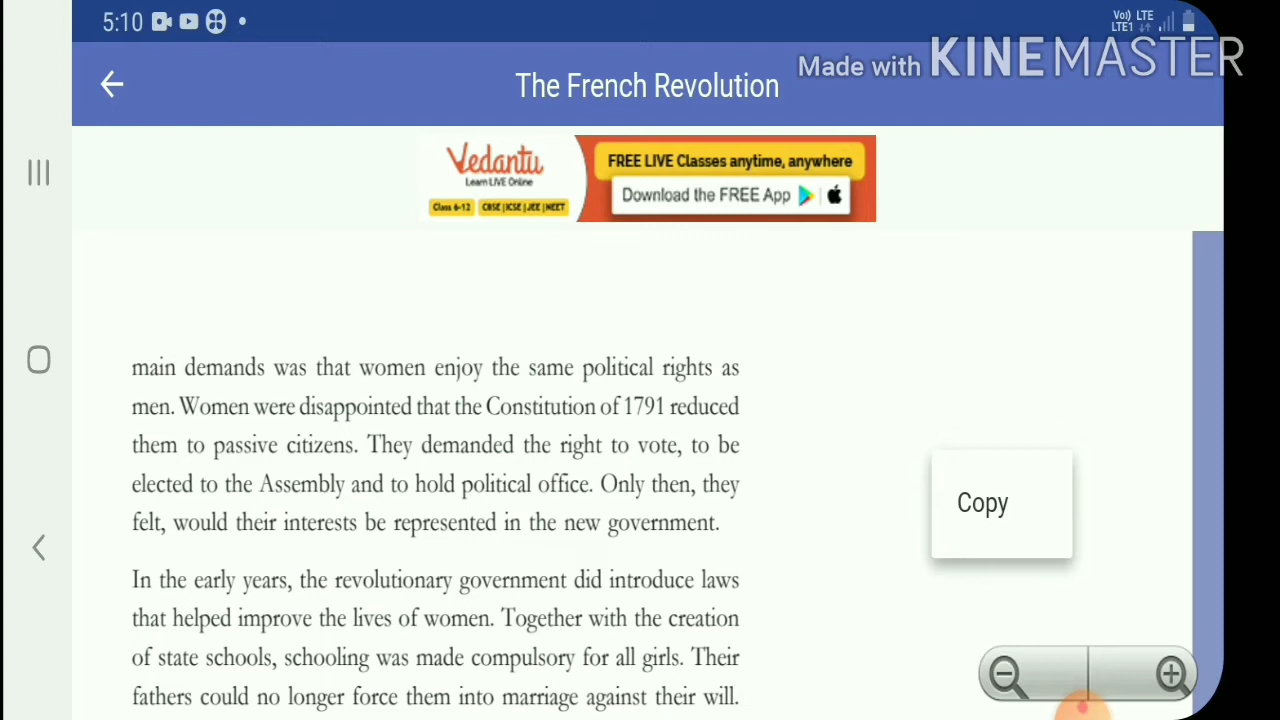 5:10
Vo) LTE
LTE1
Made with KINEMASTER
The French Revolution
Vedantu
Learn LIVE Online
Class 6-12 CBSE | ICSE | JEE | NEET
FREE LIVE Classes anytime, anywhere
Download the FREE App
main demands was that women enjoy the same political rights as
men. Women were disappointed that the Constitution of 1791 reduced
them to passive citizens. They demanded the right to vote, to be
elected to the Assembly and to hold political office. Only then, they
felt, would their interests be represented in the new government.
Copy
In the early years, the revolutionary government did introduce laws
that helped improve the lives of women. Together with the creation
of state schools, schooling was made compulsory for all girls. Their
fathers could no longer force them into marriage against their will.